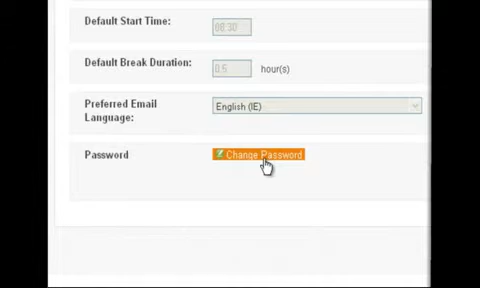 Default Start Time:
08:30
Default Break Duration:
0.5 hour(s)
Preferred Email
Language:
English (IE)
Password
Change Password